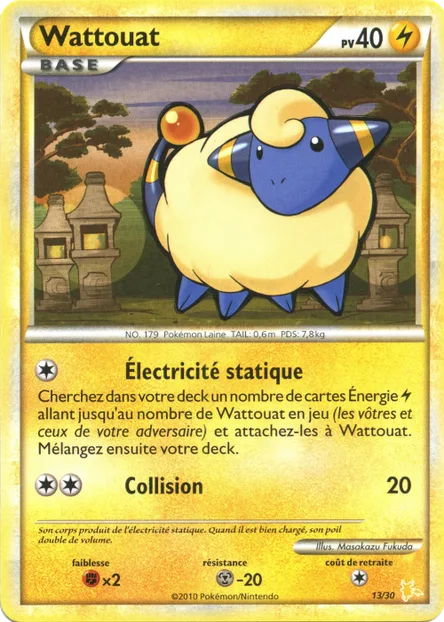 Wattouat
PV40
BASE
NO. 179 Pokémon Laine TAIL: 0,6m PDS: 7,8kg
Électricité statique
Cherchez dans votre deck un nombre de cartes Énergie
allant jusqu'au nombre de Wattouat en jeu (les vôtres et
ceux de votre adversaire) et attachez-les à Wattouat.
Mélangez ensuite votre deck.
Collision 20
Son corps produit de l'électricité statique. Quand il est bien chargé, son poil
double de volume.
Illus. Masakazu Fukuda
faiblesse résistance coût de retraite
×2 -20
©2010 Pokémon/Nintendo 13/30